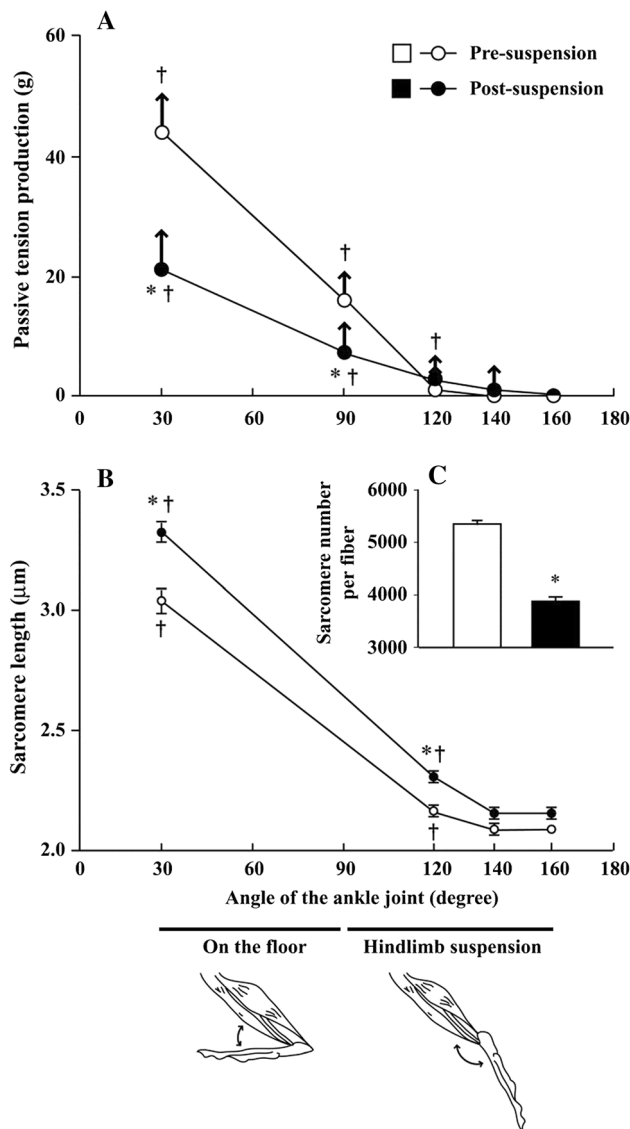 A
Pre-suspension
Post-suspension
Passive tension production (g)
60
40
20
0
†
* †
†
* †
†
0 30 60 90 120 140 160 180
B
Sarcomere length (μm)
3.5
3.0
2.5
2.0
* †
†
* †
†
C
Sarcomere number
per fiber
6000
5000
4000
3000
*
0 30 60 90 120 140 160 180
Angle of the ankle joint (degree)
On the floor Hindlimb suspension